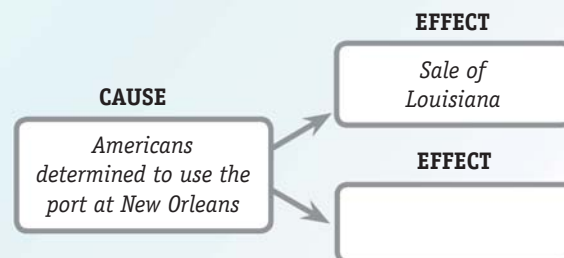 EFFECT
Sale of
Louisiana
CAUSE
Americans
determined to use the
port at New Orleans
EFFECT